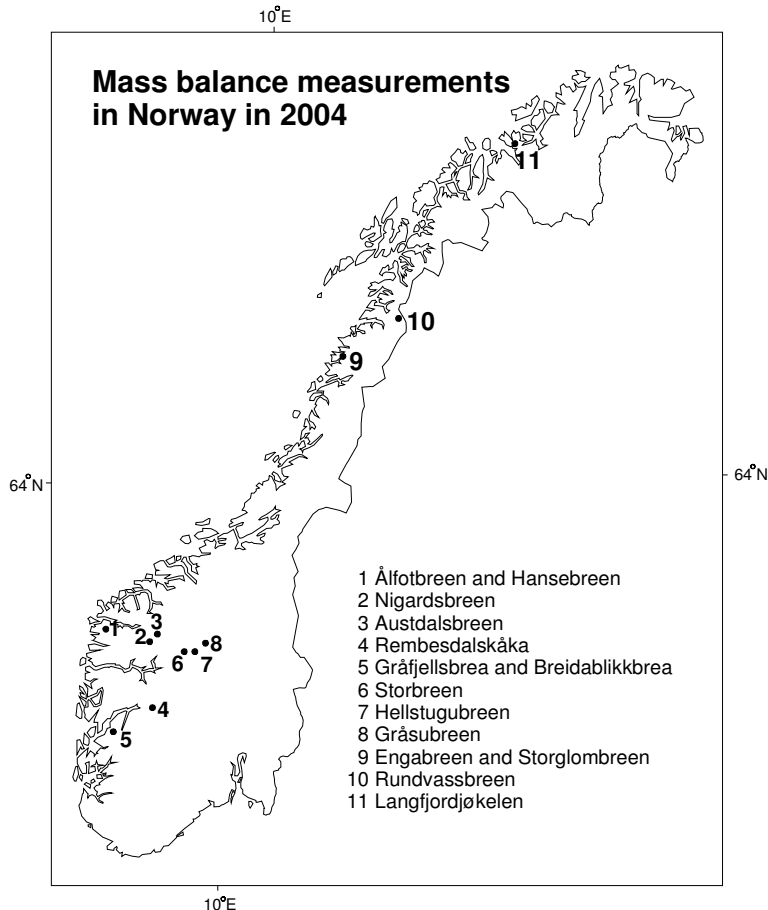 10°E
Mass balance measurements
in Norway in 2004
11
10
9
64°N
64°N
1 Ålfotbreen and Hansebreen
2 Nigardsbreen
3 Austdalsbreen
4 Rembesdalskåka
5 Gråfjellsbrea and Breidablikkbrea
6 Storbreen
7 Hellstugubreen
8 Gråsubreen
9 Engabreen and Storglombreen
10 Rundvassbreen
11 Langfjordjøkelen
1
3
2
8
6
7
4
5
10°E